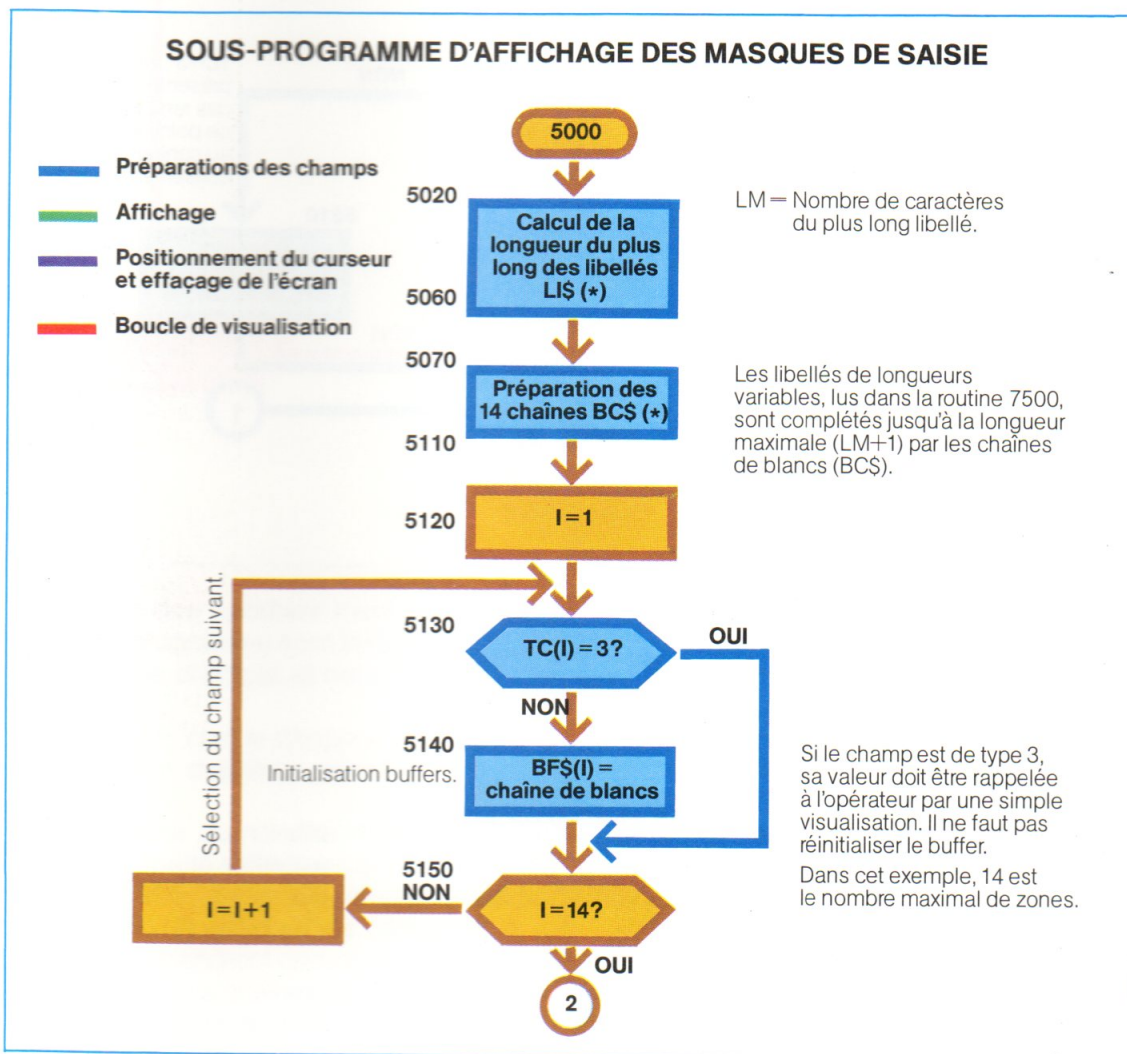 SOUS-PROGRAMME D'AFFICHAGE DES MASQUES DE SAISIE
5000
Préparations des champs
Affichage
Positionnement du curseur
et effaçage de l'écran
Boucle de visualisation
5020
Calcul de la
longueur du plus
long des libellés
LI$ (*)
5060
LM = Nombre de caractères
du plus long libellé.
5070
Préparation des
14 chaînes BC$ (*)
5110
Les libellés de longueurs
variables, lus dans la routine 7500,
sont complétés jusqu'à la longueur
maximale (LM+1) par les chaînes
de blancs (BC$).
5120
I=1
Sélection du champ suivant.
5130
TC(I) = 3?
OUI
NON
5140
Initialisation buffers.
BF$(I) =
chaîne de blancs
Si le champ est de type 3,
sa valeur doit être rappelée
à l'opérateur par une simple
visualisation. Il ne faut pas
réinitialiser le buffer.
Dans cet exemple, 14 est
le nombre maximal de zones.
5150
NON
I=I+1
I=14?
OUI
2